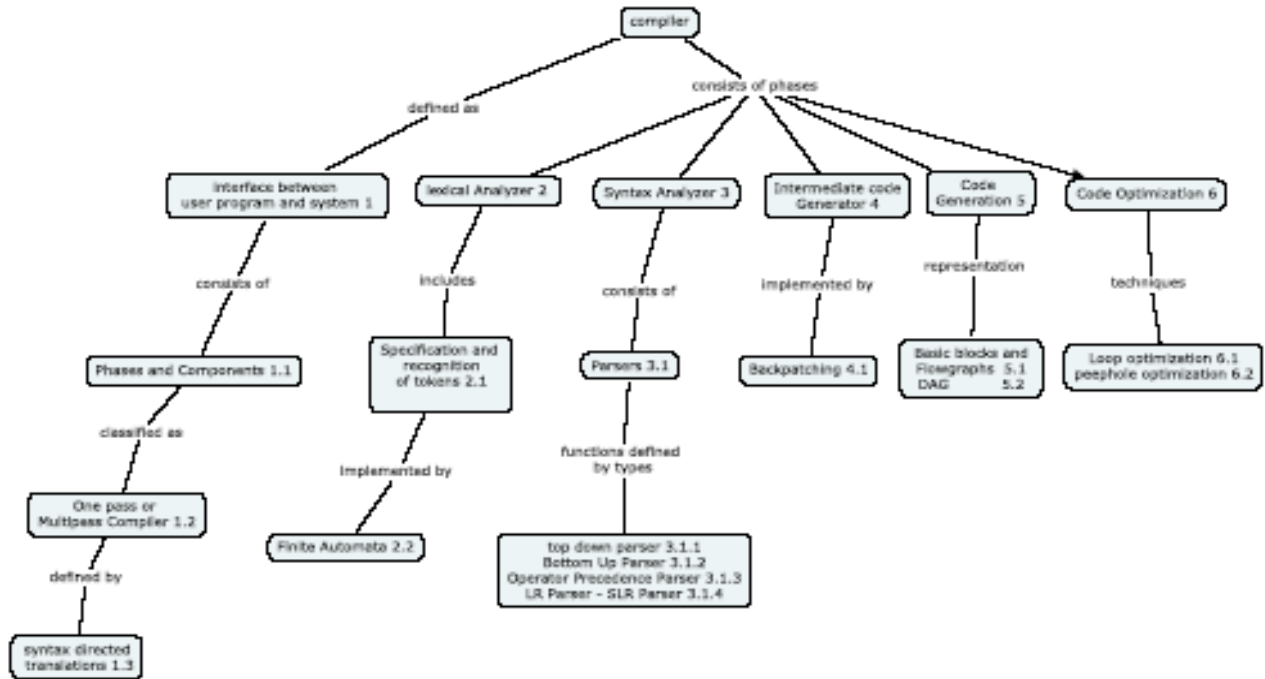 compiler
consists of phases
defined as
Interface between
user program and system 1
lexical Analyzer 2
Syntax Analyzer 3
Intermediate code
Generator 4
Code
Generation 5
Code Optimization 6
consists of
includes
consists of
implemented by
representation
techniques
Phases and Components 1.1
Specification and
recognition
of tokens 2.1
Parsers 3.1
Backpatching 4.1
Basic blocks and
Flowgraphs 5.1
DAG 5.2
Loop optimization 6.1
peephole optimization 6.2
classified as
implemented by
functions defined
by types
One pass or
Multipass Compiler 1.2
Finite Automata 2.2
top down parser 3.1.1
Bottom Up Parser 3.1.2
Operator Precedence Parser 3.1.3
LR Parser - SLR Parser 3.1.4
defined by
syntax directed
translations 1.3